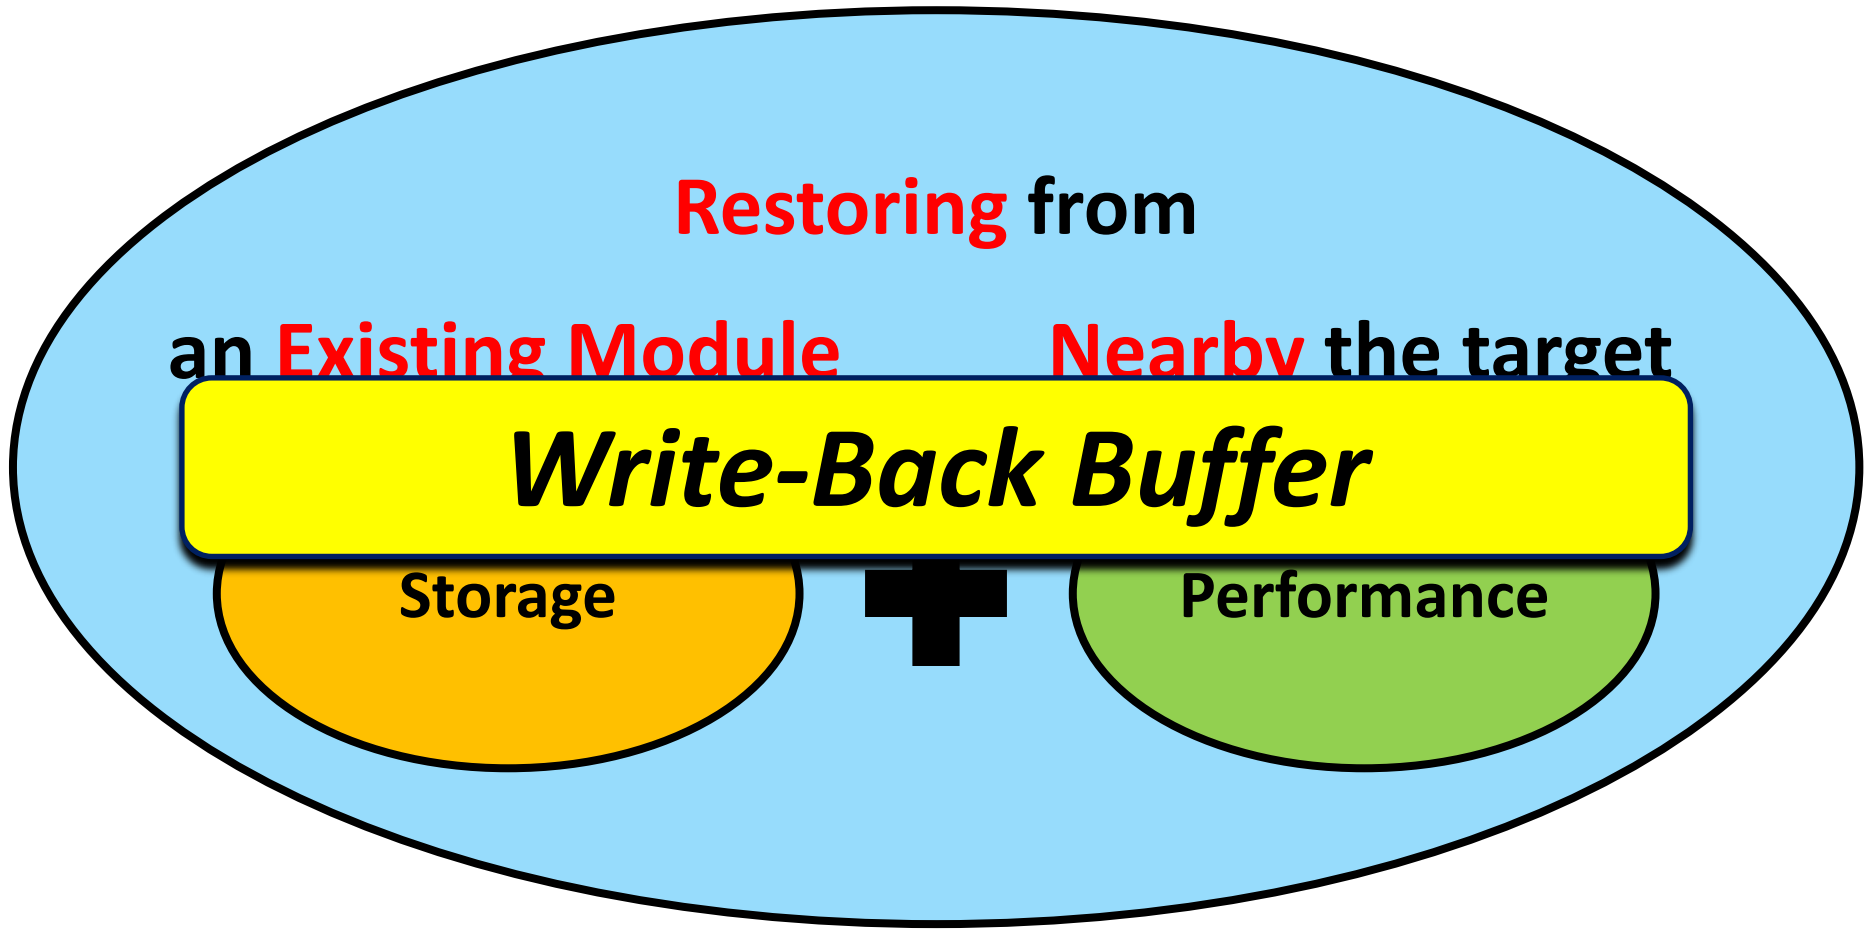 Restoring from
an Existing Module Nearby the target
Write-Back Buffer
Storage Performance